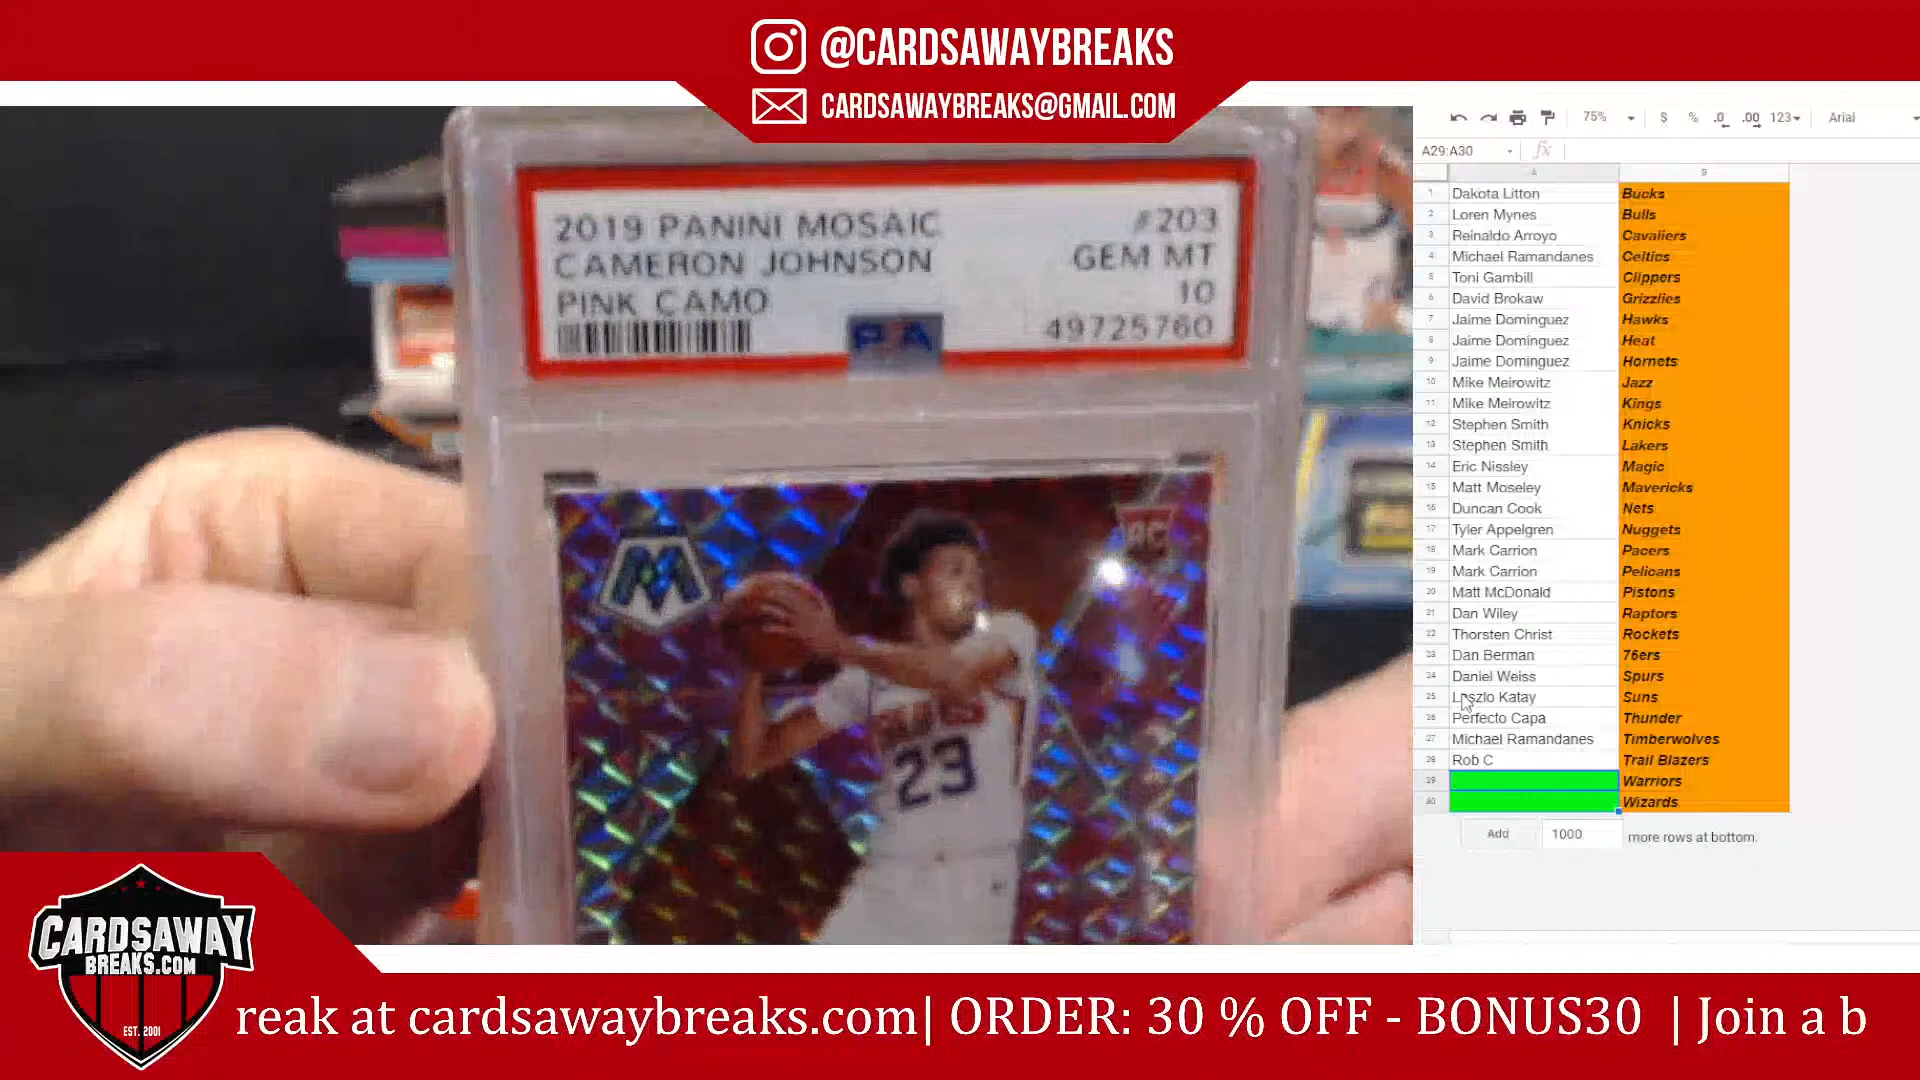 @CARDSAWAYBREAKS
CARDSAWAYBREAKS@GMAIL.COM
75% $ % .0 .00 123 Arial
A29:A30 fx
2019 PANINI MOSAIC #203
CAMERON JOHNSON GEM MT
PINK CAMO 10
PSA 49725760
M
RC
23
B
1 Dakota Litton Bucks
2 Loren Mynes Bulls
3 Reinaldo Arroyo Cavaliers
4 Michael Ramandanes Celtics
5 Toni Gambill Clippers
6 David Brokaw Grizzlies
7 Jaime Dominguez Hawks
8 Jaime Dominguez Heat
9 Jaime Dominguez Hornets
10 Mike Meirowitz Jazz
11 Mike Meirowitz Kings
12 Stephen Smith Knicks
13 Stephen Smith Lakers
14 Eric Nissley Magic
15 Matt Moseley Mavericks
16 Duncan Cook Nets
17 Tyler Appelgren Nuggets
18 Mark Carrion Pacers
19 Mark Carrion Pelicans
20 Matt McDonald Pistons
21 Dan Wiley Raptors
22 Thorsten Christ Rockets
23 Dan Berman 76ers
24 Daniel Weiss Spurs
25 Laszlo Katay Suns
26 Perfecto Capa Thunder
27 Michael Ramandanes Timberwolves
28 Rob C Trail Blazers
29 Warriors
30 Wizards
Add 1000 more rows at bottom.
CARDSAWAY
BREAKS.COM
EST. 2001
reak at cardsawaybreaks.com| ORDER: 30 % OFF - BONUS30 | Join a b